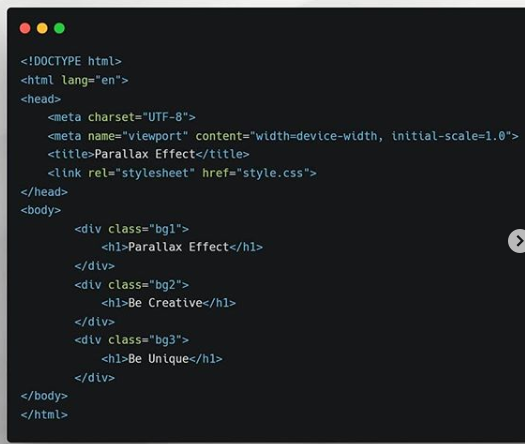 <!DOCTYPE html>
<html lang="en">
<head>
    <meta charset="UTF-8">
    <meta name="viewport" content="width=device-width, initial-scale=1.0">
    <title>Parallax Effect</title>
    <link rel="stylesheet" href="style.css">
</head>
<body>
        <div class="bg1">
            <h1>Parallax Effect</h1>
        </div>
        <div class="bg2">
            <h1>Be Creative</h1>
        </div>
        <div class="bg3">
            <h1>Be Unique</h1>
        </div>
</body>
</html>